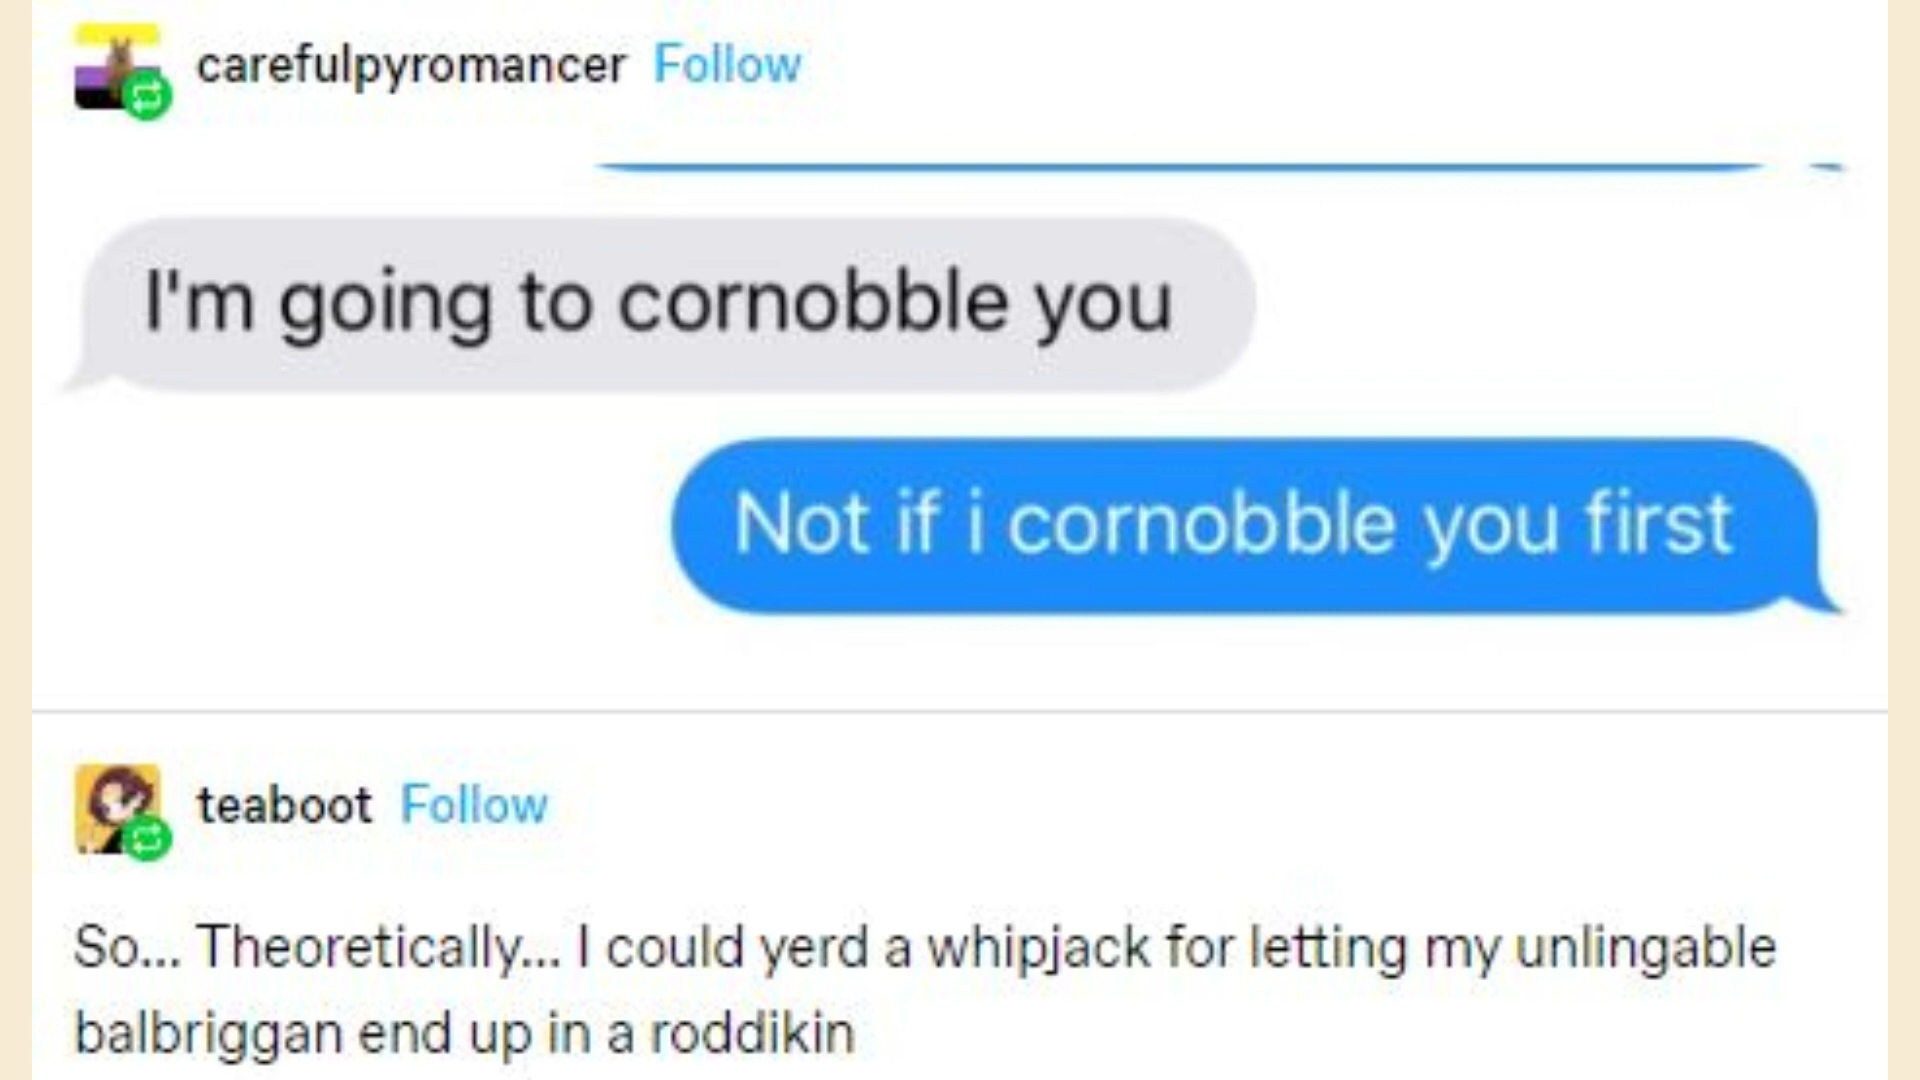 carefulpyromancer Follow
I'm going to cornobble you
Not if i cornobble you first
teaboot Follow
So... Theoretically... I could yerd a whipjack for letting my unlingable
balbriggan end up in a roddikin